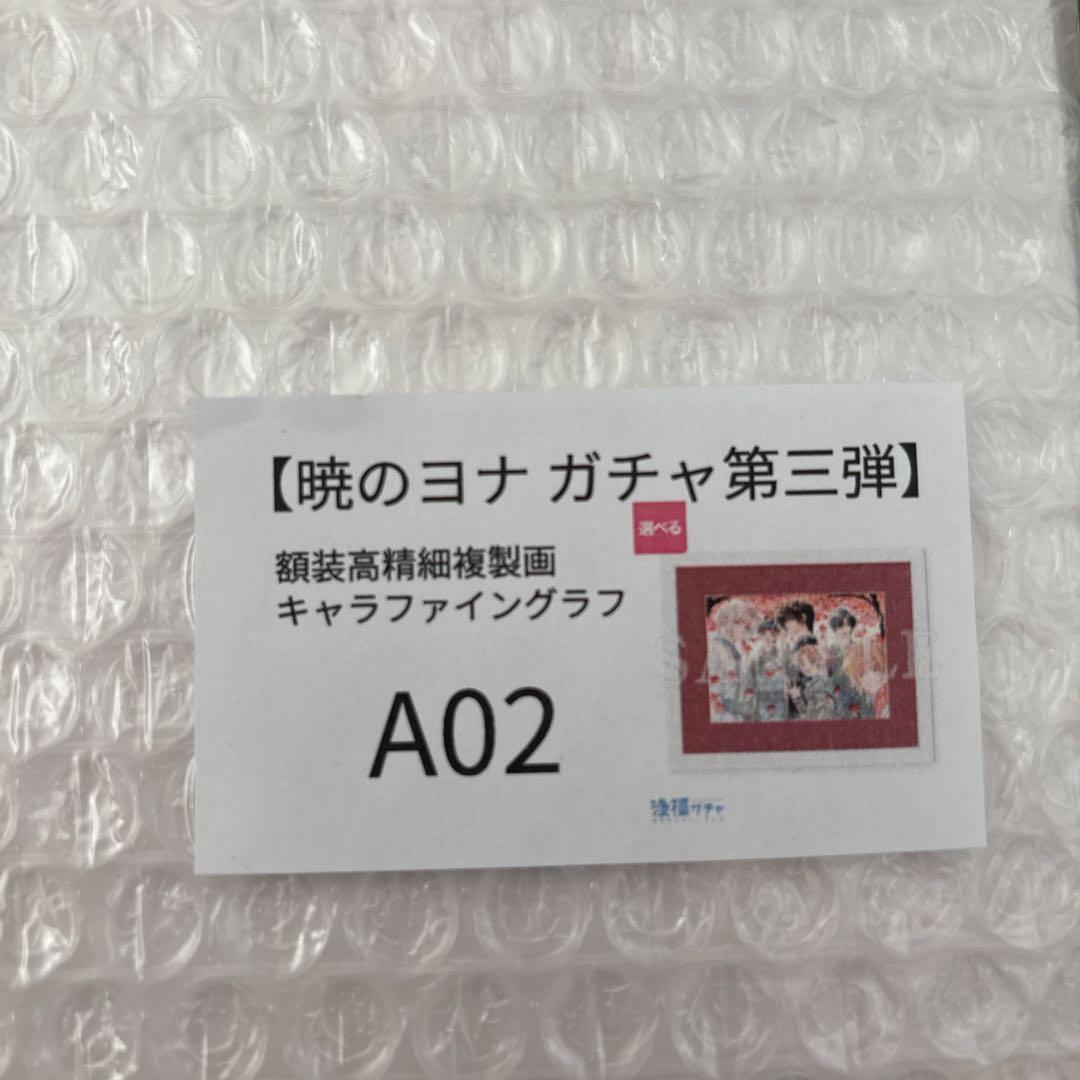 【暁のヨナ ガチャ第三弾】
選べる
額装高精細複製画
キャラファイングラフ
SAMPLE
A02